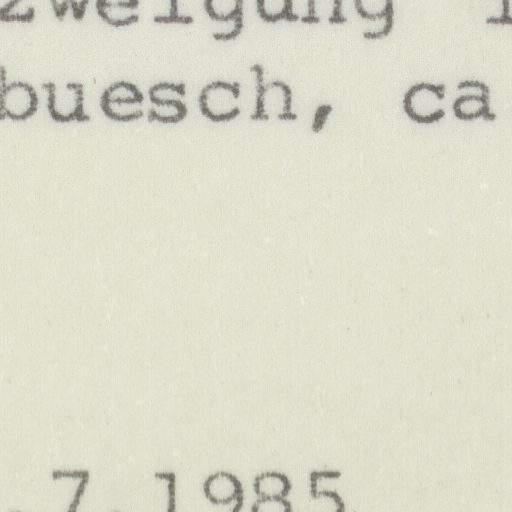 zweigung
buesch, ca
.7.1985